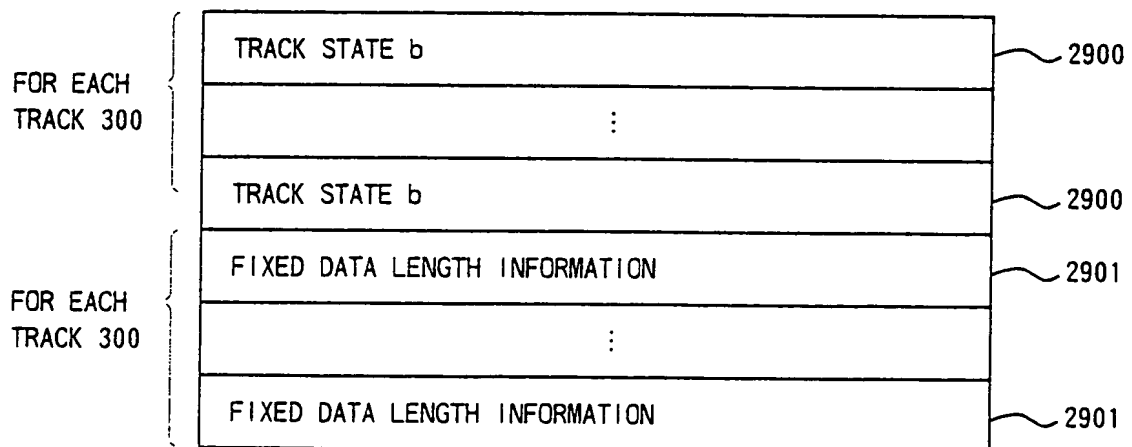 TRACK STATE b
2900
FOR EACH
TRACK 300
⋮
TRACK STATE b
2900
FIXED DATA LENGTH INFORMATION
2901
FOR EACH
TRACK 300
⋮
FIXED DATA LENGTH INFORMATION
2901